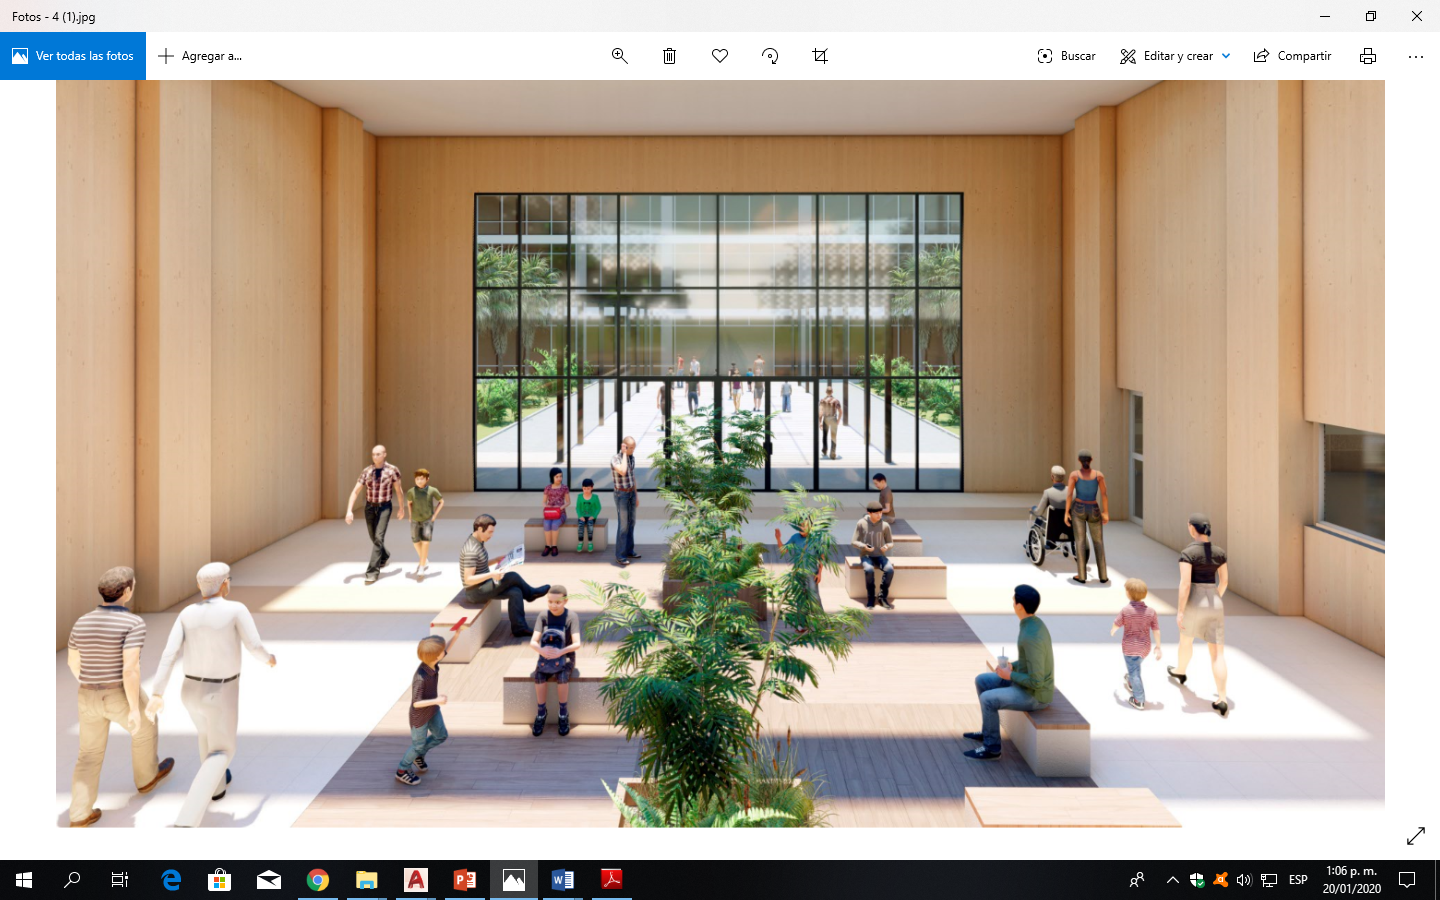 Fotos - 4 (1).jpg
Ver todas las fotos
Agregar a...
Buscar
Editar y crear
Compartir
ESP
1:06 p. m.
20/01/2020